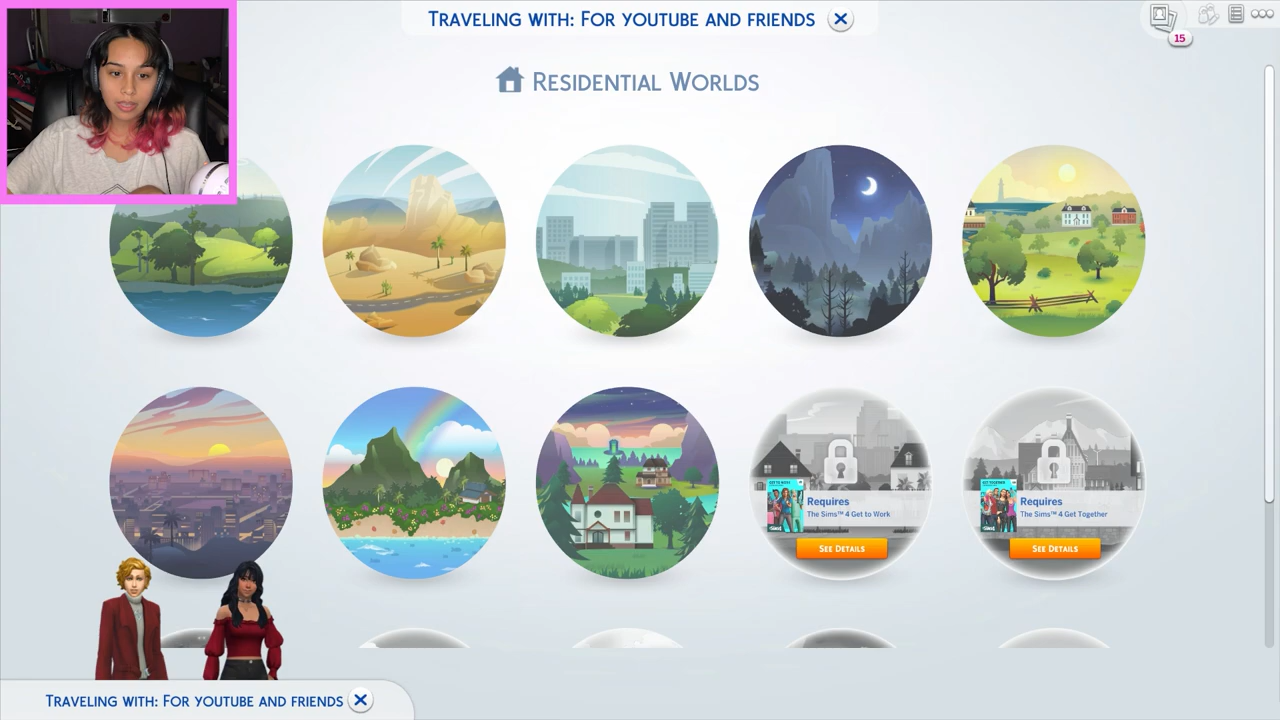 Traveling with: For youtube and friends
15
Residential Worlds
Requires
The Sims™ 4 Get to Work
See Details
Requires
The Sims™ 4 Get Together
See Details
Traveling with: For youtube and friends